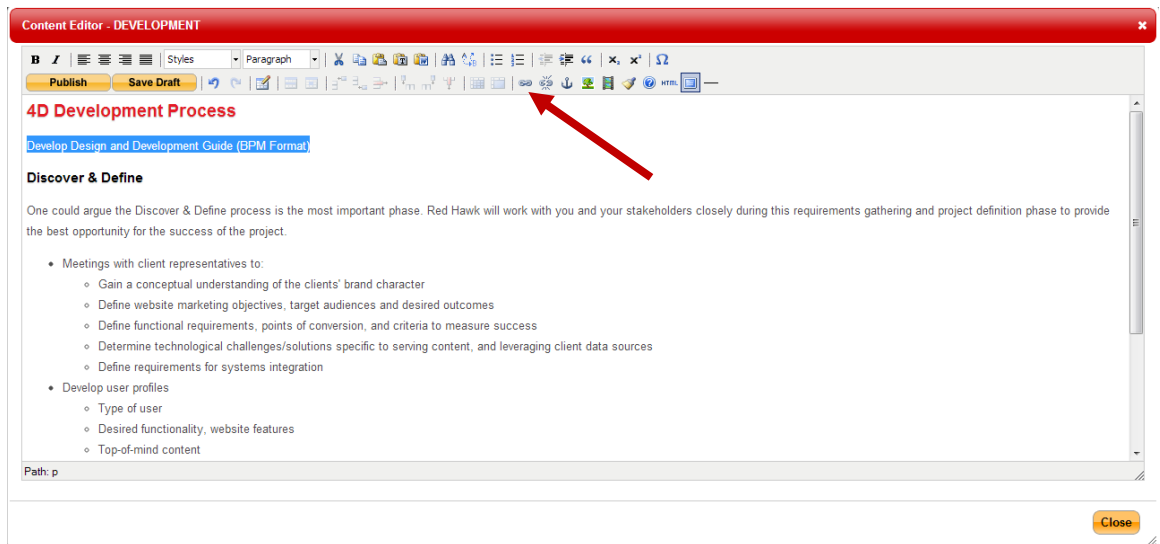 Content Editor - DEVELOPMENT
B I Styles Paragraph “ x, x' Ω
Publish Save Draft HTML
4D Development Process
Develop Design and Development Guide (BPM Format)
Discover & Define
One could argue the Discover & Define process is the most important phase. Red Hawk will work with you and your stakeholders closely during this requirements gathering and project definition phase to provide
the best opportunity for the success of the project.
Meetings with client representatives to:
Gain a conceptual understanding of the clients' brand character
Define website marketing objectives, target audiences and desired outcomes
Define functional requirements, points of conversion, and criteria to measure success
Determine technological challenges/solutions specific to serving content, and leveraging client data sources
Define requirements for systems integration
Develop user profiles
Type of user
Desired functionality, website features
Top-of-mind content
Path: p
Close